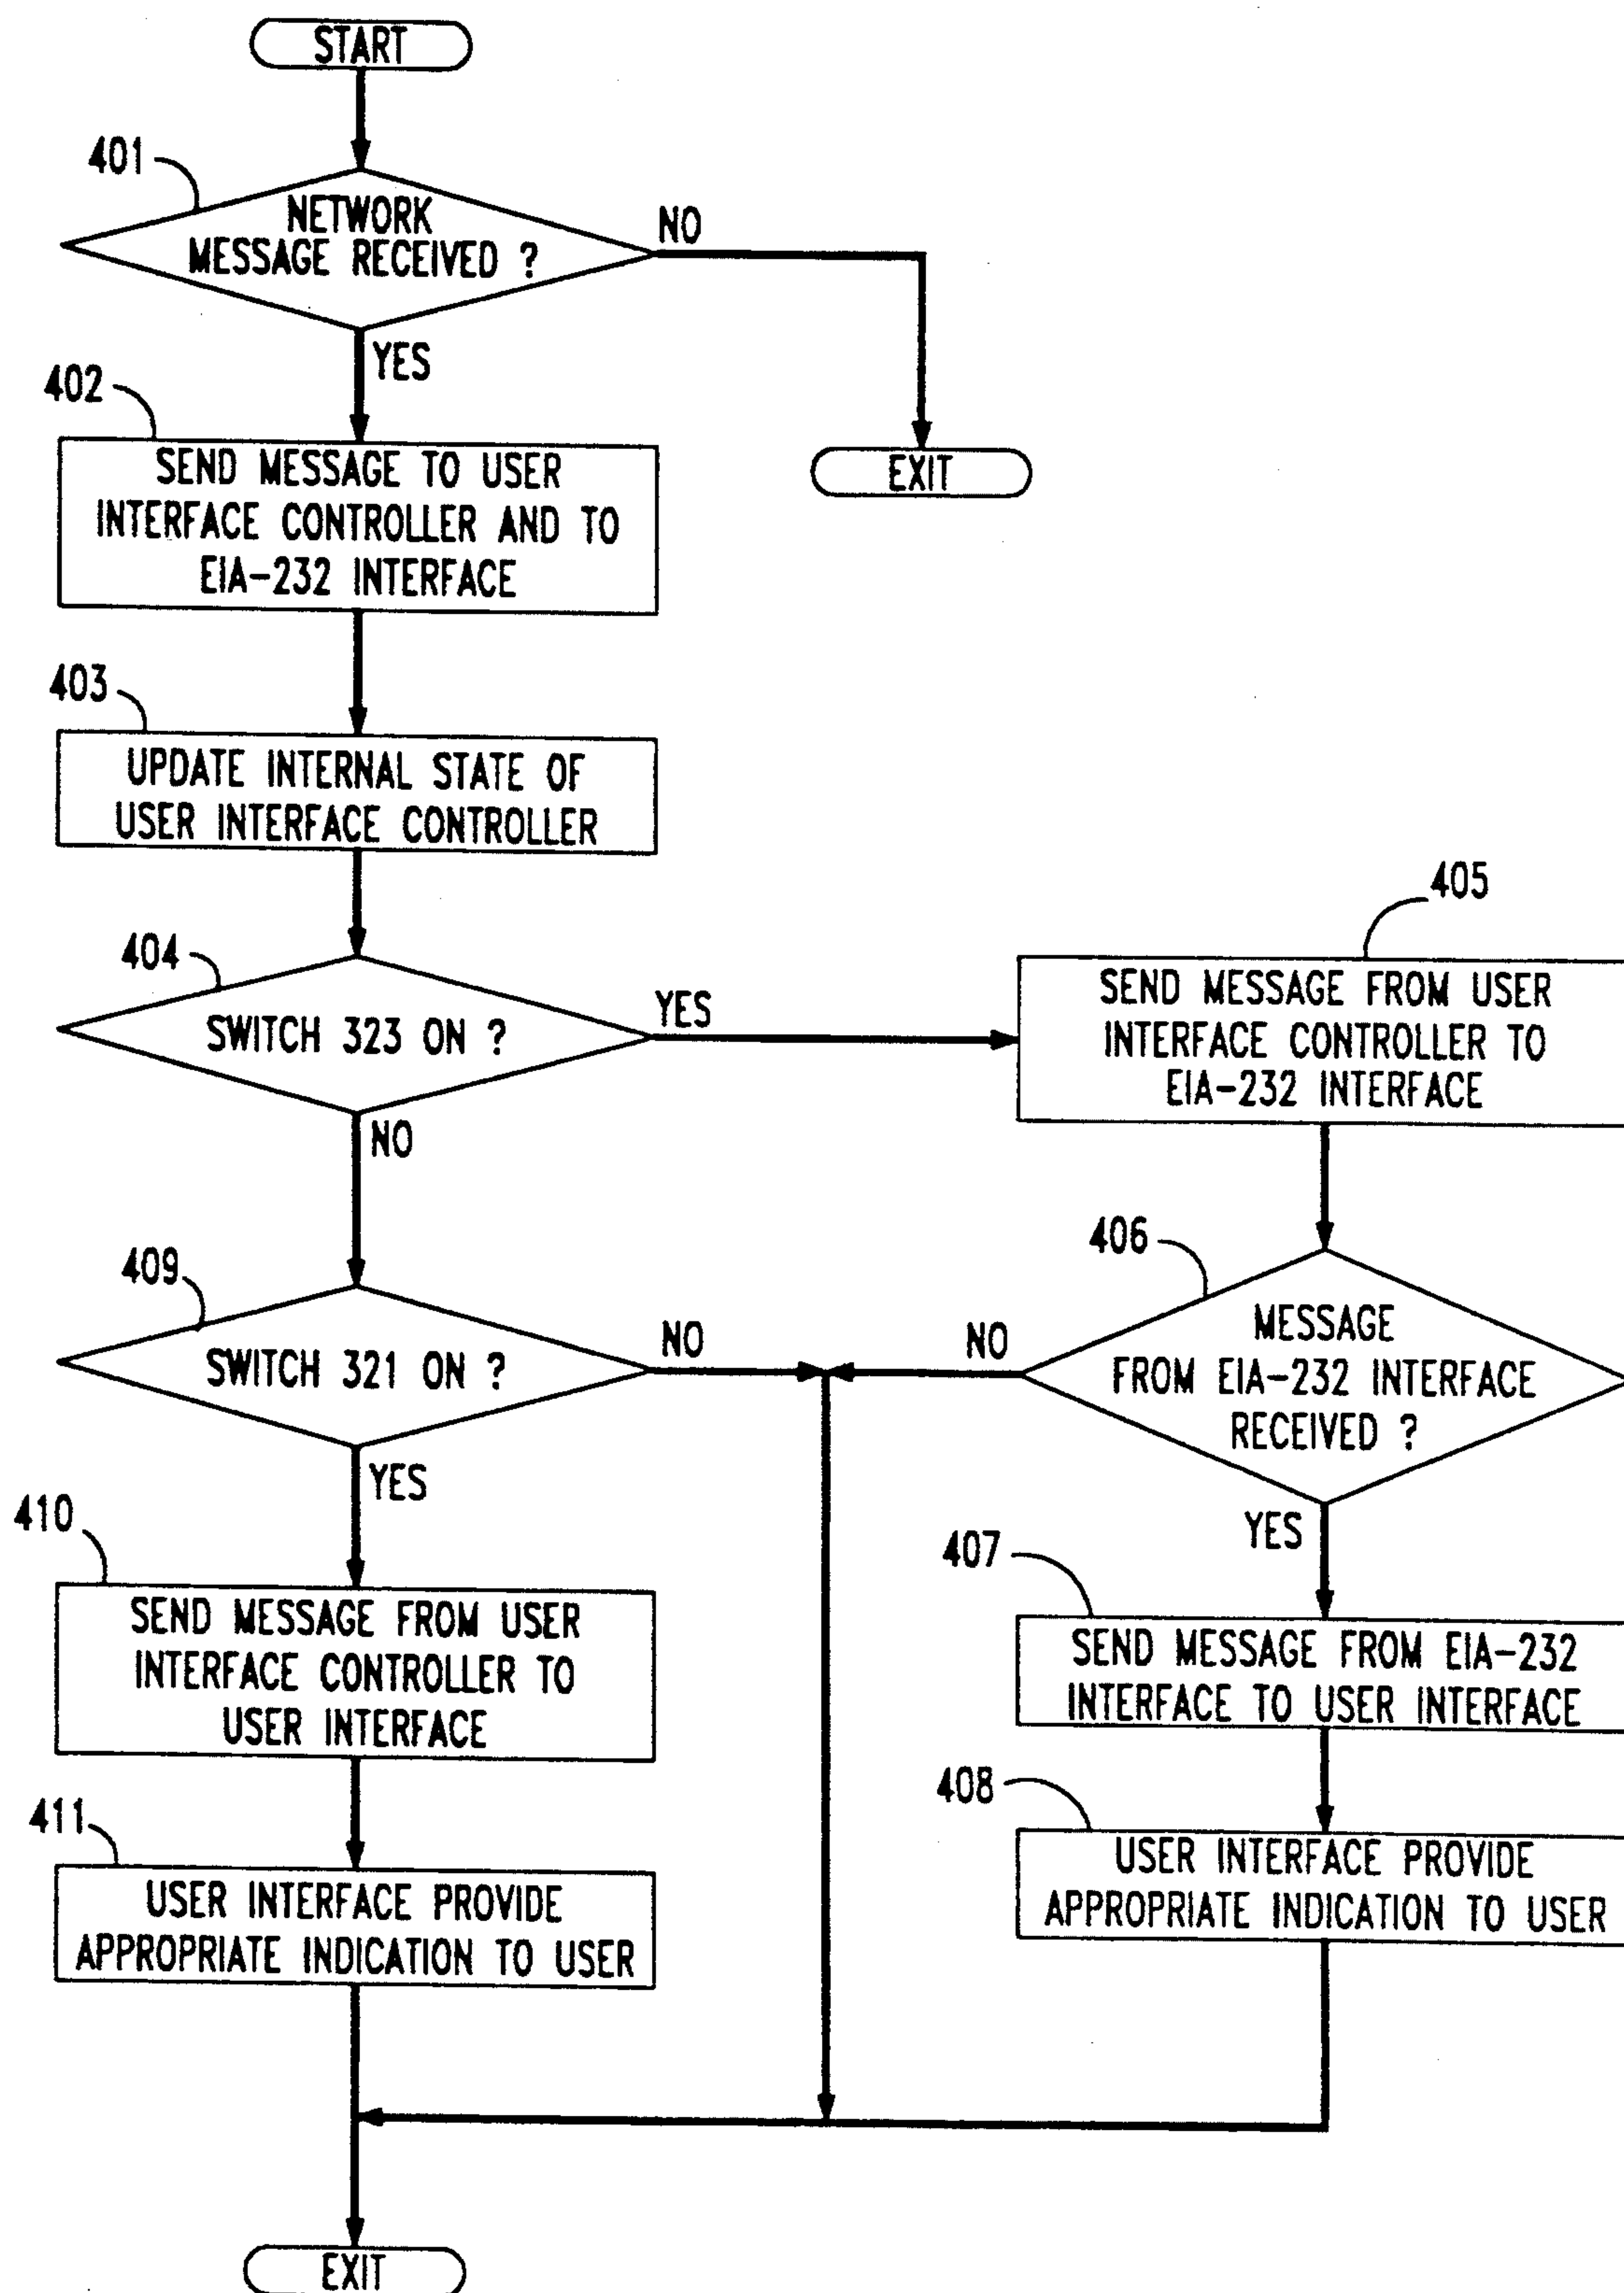 START
401
NETWORK
MESSAGE RECEIVED ?
NO
YES
EXIT
402
SEND MESSAGE TO USER
INTERFACE CONTROLLER AND TO
EIA-232 INTERFACE
403
UPDATE INTERNAL STATE OF
USER INTERFACE CONTROLLER
404
SWITCH 323 ON ?
YES
NO
405
SEND MESSAGE FROM USER
INTERFACE CONTROLLER TO
EIA-232 INTERFACE
406
MESSAGE
FROM EIA-232 INTERFACE
RECEIVED ?
NO
YES
409
SWITCH 321 ON ?
NO
YES
407
SEND MESSAGE FROM EIA-232
INTERFACE TO USER INTERFACE
408
USER INTERFACE PROVIDE
APPROPRIATE INDICATION TO USER
410
SEND MESSAGE FROM USER
INTERFACE CONTROLLER TO
USER INTERFACE
411
USER INTERFACE PROVIDE
APPROPRIATE INDICATION TO USER
EXIT